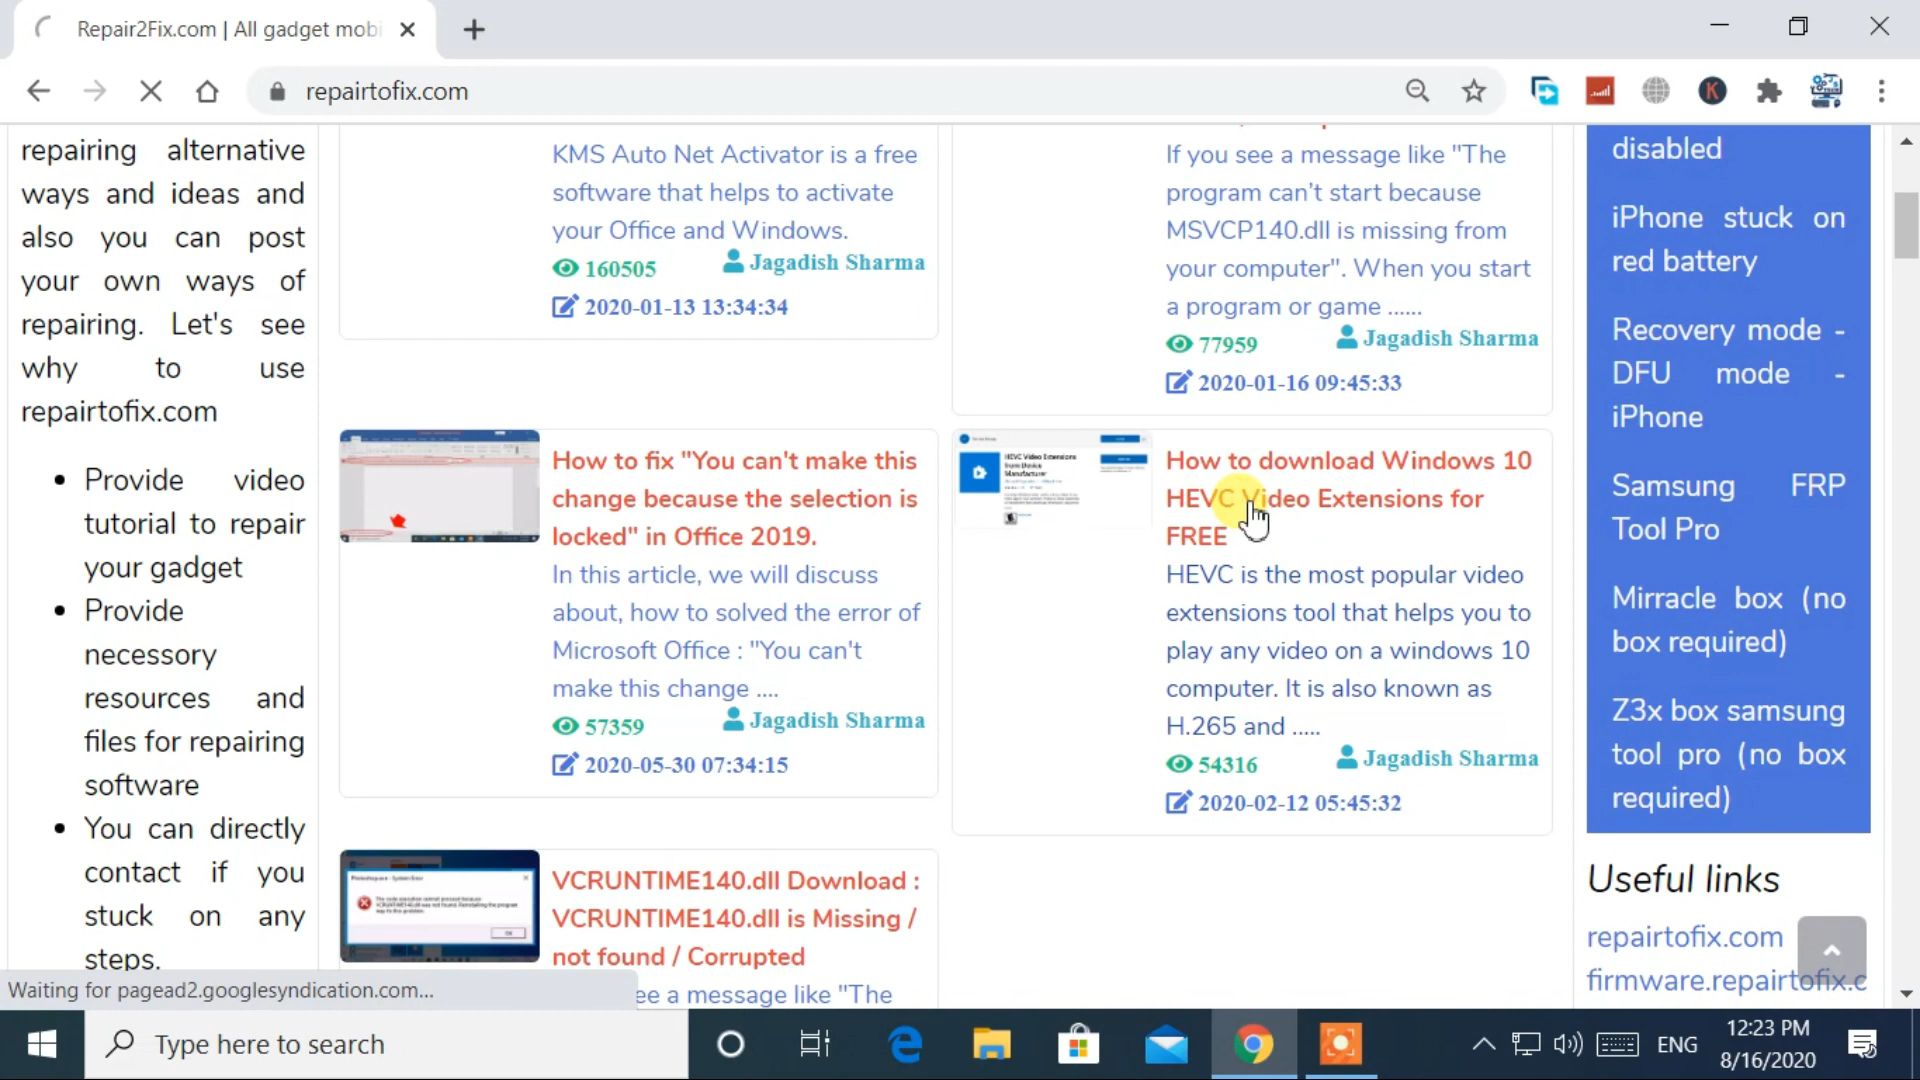 Repair2Fix.com | All gadget mobi
repairtofix.com
repairing alternative
ways and ideas and
also you can post
your own ways of
repairing. Let's see
why to use
repairtofix.com
Provide video
tutorial to repair
your gadget
Provide
necessory
resources and
files for repairing
software
You can directly
contact if you
stuck on any
steps.
KMS Auto Net Activator is a free
software that helps to activate
your Office and Windows.
160505 Jagadish Sharma
2020-01-13 13:34:34
If you see a message like "The
program can't start because
MSVCP140.dll is missing from
your computer". When you start
a program or game ......
77959 Jagadish Sharma
2020-01-16 09:45:33
How to fix "You can't make this
change because the selection is
locked" in Office 2019.
In this article, we will discuss
about, how to solved the error of
Microsoft Office : "You can't
make this change ....
57359 Jagadish Sharma
2020-05-30 07:34:15
HEVC Video Extensions
from Device
Manufacturer
How to download Windows 10
HEVC Video Extensions for
FREE
HEVC is the most popular video
extensions tool that helps you to
play any video on a windows 10
computer. It is also known as
H.265 and .....
54316 Jagadish Sharma
2020-02-12 05:45:32
OK
VCRUNTIME140.dll Download :
VCRUNTIME140.dll is Missing /
not found / Corrupted
ee a message like "The
disabled
iPhone stuck on
red battery
Recovery mode -
DFU mode -
iPhone
Samsung FRP
Tool Pro
Mirracle box (no
box required)
Z3x box samsung
tool pro (no box
required)
Useful links
repairtofix.com
firmware.repairtofix.c
Waiting for pagead2.googlesyndication.com...
Type here to search
ENG
12:23 PM
8/16/2020